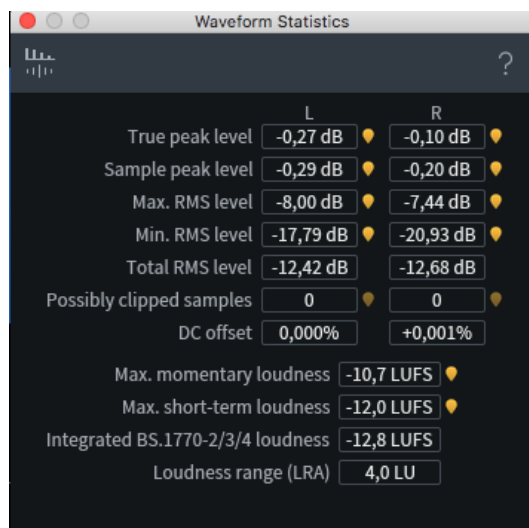 Waveform Statistics
?
L R
True peak level -0,27 dB -0,10 dB
Sample peak level -0,29 dB -0,20 dB
Max. RMS level -8,00 dB -7,44 dB
Min. RMS level -17,79 dB -20,93 dB
Total RMS level -12,42 dB -12,68 dB
Possibly clipped samples 0 0
DC offset 0,000% +0,001%
Max. momentary loudness -10,7 LUFS
Max. short-term loudness -12,0 LUFS
Integrated BS.1770-2/3/4 loudness -12,8 LUFS
Loudness range (LRA) 4,0 LU